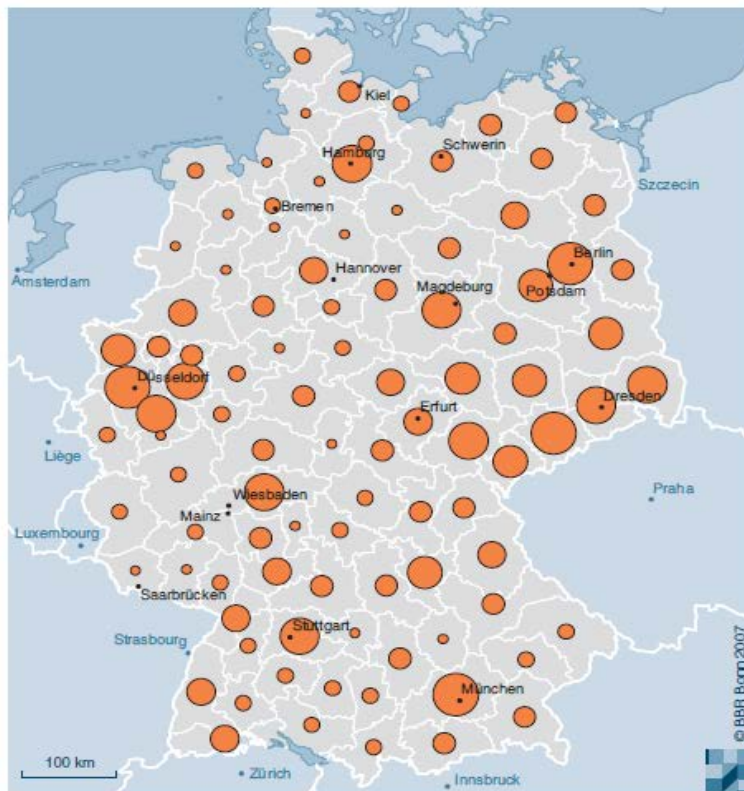 Kiel
Hamburg
Schwerin
Szczecin
Bremen
Amsterdam
Hannover
Berlin
Magdeburg
Potsdam
Düsseldorf
Erfurt
Dresden
Liège
Wiesbaden
Praha
Mainz
Luxembourg
Saarbrücken
Stuttgart
Strasbourg
München
© BBR Bonn 2007
100 km
Zürich
Innsbruck